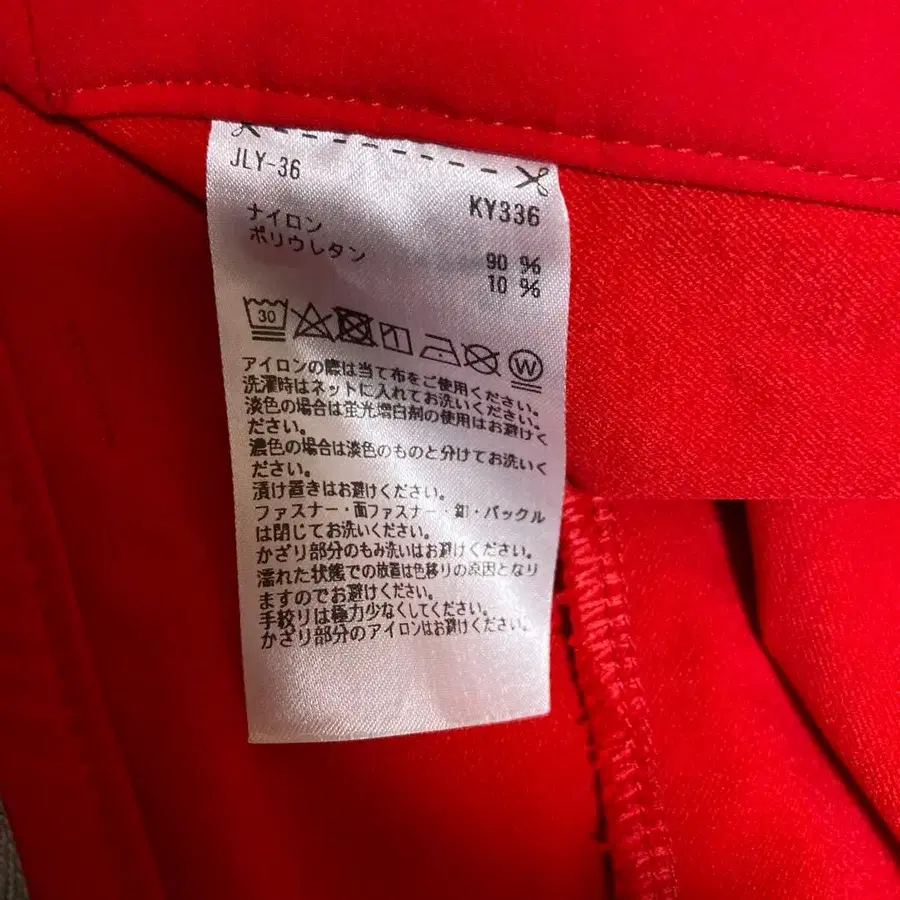 JLY-36
KY336
ナイロン 90 %
ポリウレタン 10 %
30
W
アイロンの際は当て布をご使用ください。
洗濯時はネットに入れてお洗いください。
淡色の場合は蛍光増白剤の使用はお避けく
ださい。
濃色の場合は淡色のものと分けてお洗いく
ださい。
漬け置きはお避けください。
ファスナー・面ファスナー・釦・バックル
は閉じてお洗いください。
かざり部分のもみ洗いはお避けください。
濡れた状態での放置は色移りの原因となり
ますのでお避けください。
手絞りは極力少なくしてください。
かざり部分のアイロンはお避けください。